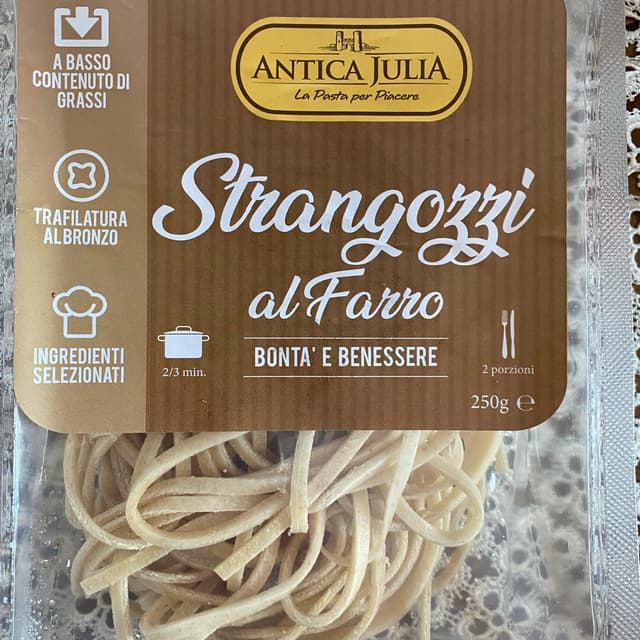 A BASSO
CONTENUTO DI
GRASSI
TRAFILATURA
AL BRONZO
INGREDIENTI
SELEZIONATI
ANTICA JULIA
La Pasta per Piacere
Strangozzi
al Farro
BONTA' E BENESSERE
2/3 min.
2 porzioni
250g ℮